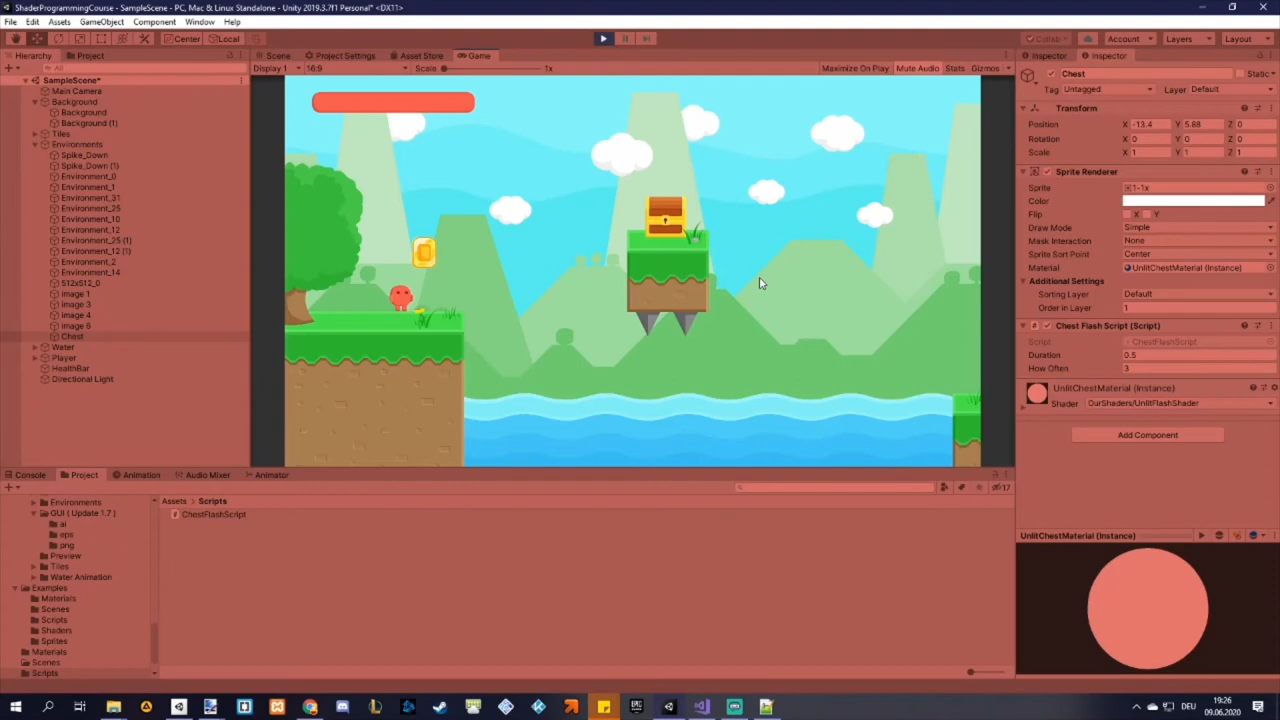 ShaderProgrammingCourse - SampleScene - PC, Mac & Linux Standalone - Unity 2019.3.7f1 Personal* <DX11>
File Edit Assets GameObject Component Window Help
Center Local Collab Account Layers Layout
Hierarchy Project Scene Project Settings Asset Store Game Inspector Inspector
All
Display 1 16:9 Scale 1x Maximize On Play Mute Audio Stats Gizmos
SampleScene*
Main Camera
Background
Background
Background (1)
Tiles
Environments
Spike_Down
Spike_Down (1)
Environment_0
Environment_1
Environment_31
Environment_25
Environment_10
Environment_12
Environment_25 (1)
Environment_12 (1)
Environment_2
Environment_14
512x512_0
image 1
image 3
image 4
image 6
Chest
Water
Player
HealthBar
Directional Light
Chest Static
Tag Untagged Layer Default
Transform
Position X -13.4 Y 5.88 Z 0
Rotation X 0 Y 0 Z 0
Scale X 1 Y 1 Z 1
Sprite Renderer
Sprite 1-1x
Color
Flip X Y
Draw Mode Simple
Mask Interaction None
Sprite Sort Point Center
Material UnlitChestMaterial (Instance)
Additional Settings
Sorting Layer Default
Order in Layer 1
Chest Flash Script (Script)
Script ChestFlashScript
Duration 0.5
How Often 3
UnlitChestMaterial (Instance)
Shader OurShaders/UnlitFlashShader
Add Component
UnlitChestMaterial (Instance)
Console Project Animation Audio Mixer Animator
17
Environments
GUI ( Update 1.7 )
ai
eps
png
Preview
Tiles
Water Animation
Examples
Materials
Scenes
Scripts
Shaders
Sprites
Materials
Scenes
Scripts
Assets > Scripts
ChestFlashScript
DEU
19:26
09.06.2020